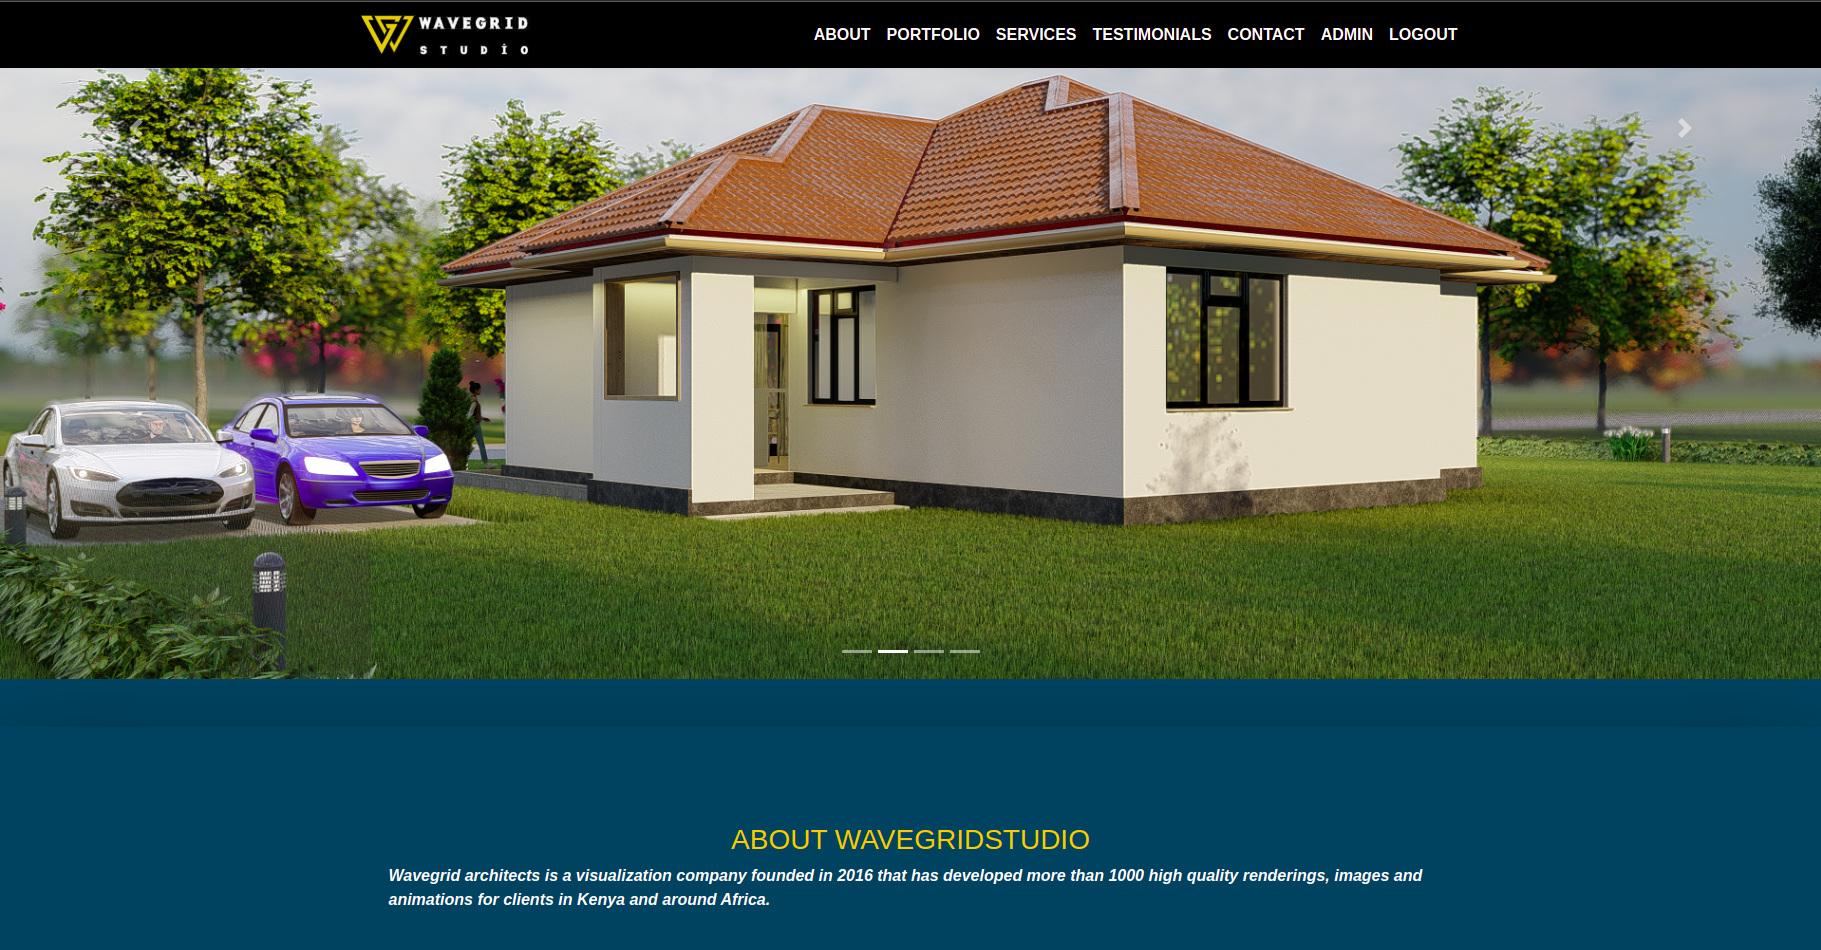 WAVEGRID
STUDİO
ABOUT PORTFOLIO SERVICES TESTIMONIALS CONTACT ADMIN LOGOUT
ABOUT WAVEGRIDSTUDIO
Wavegrid architects is a visualization company founded in 2016 that has developed more than 1000 high quality renderings, images and
animations for clients in Kenya and around Africa.